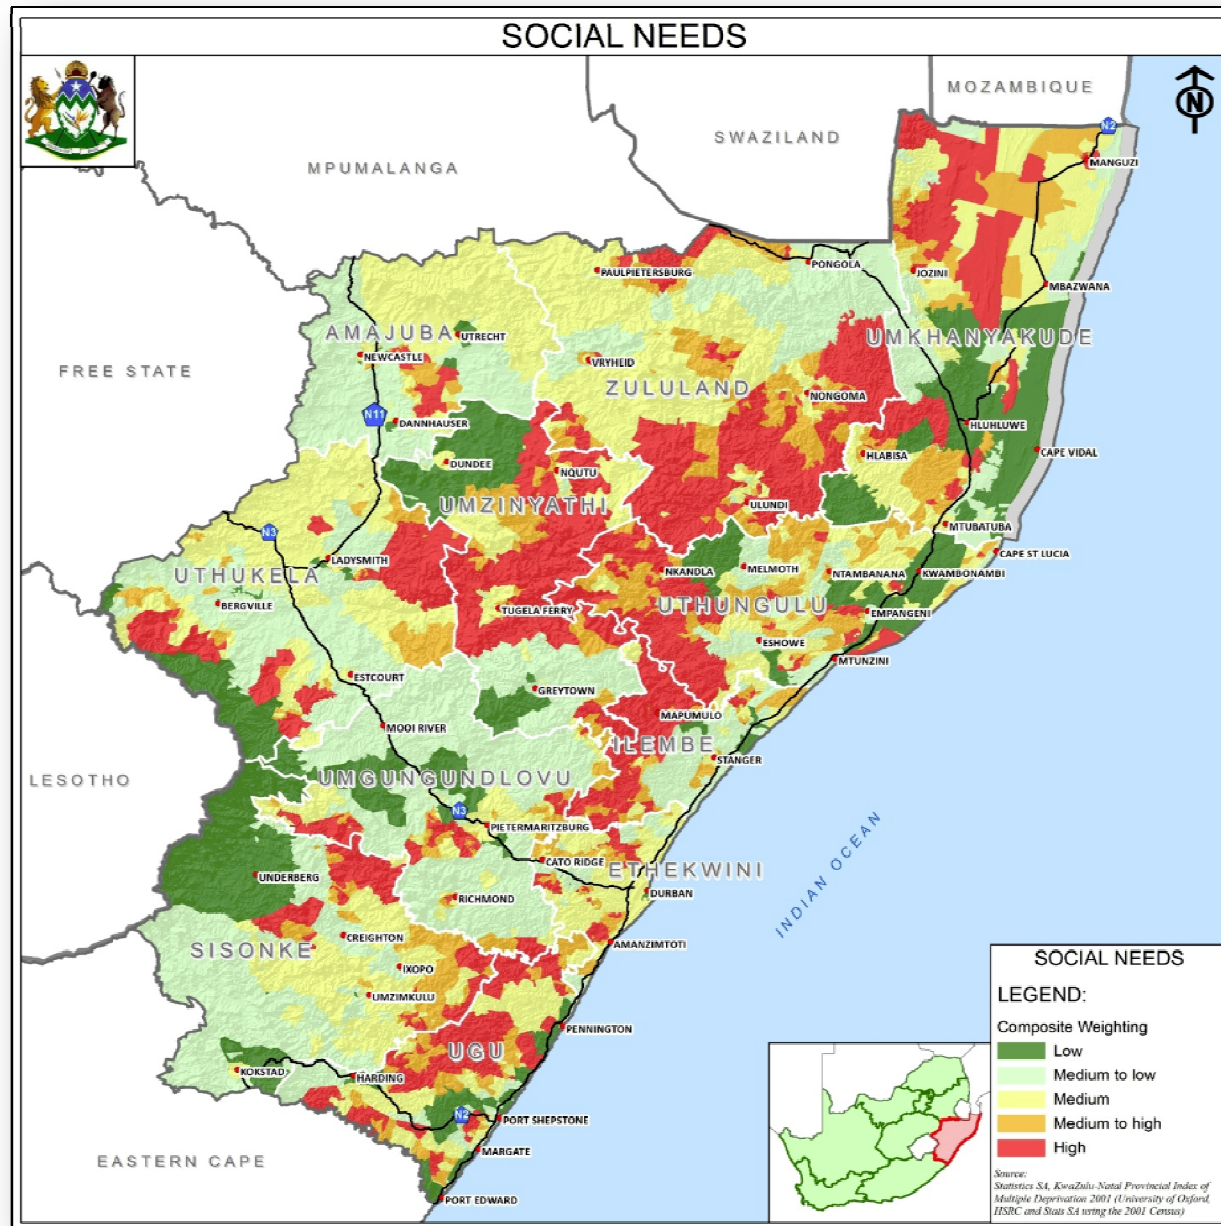 SOCIAL NEEDS
MOZAMBIQUE
N
SWAZILAND
MPUMALANGA
N2
MANGUZI
PONGOLA
PAULPIETERSBURG
JOZINI
MBAZWANA
AMAJUBA
UTRECHT
UMKHANYAKUDE
NEWCASTLE
VRYHEID
FREE STATE
ZULULAND
NONGOMA
N11
DANNHAUSER
HLUHLUWE
DUNDEE
HLABISA
CAPE VIDAL
NQUTU
UMZINYATHI
ULUNDI
MTUBATUBA
N3
LADYSMITH
CAPE ST LUCIA
UTHUKELA
NKANDLA
MELMOTH
NTAMBANANA
KWAMBONAMBI
BERGVILLE
TUGELA FERRY
UTHUNGULU
EMPANGENI
ESHOWE
MTUNZINI
ESTCOURT
GREYTOWN
MAPUMULO
MOOI RIVER
ILEMBE
STANGER
LESOTHO
UMGUNGUNDLOVU
N3
PIETERMARITZBURG
CATO RIDGE
ETHEKWINI
UNDERBERG
DURBAN
RICHMOND
INDIAN OCEAN
CREIGHTON
AMANZIMTOTI
SISONKE
IXOPO
UMZIMKULU
PENNINGTON
UGU
KOKSTAD
HARDING
N2
PORT SHEPSTONE
MARGATE
EASTERN CAPE
PORT EDWARD
SOCIAL NEEDS
LEGEND:
Composite Weighting
Low
Medium to low
Medium
Medium to high
High
Source:
Statistics SA, KwaZulu-Natal Provincial Index of
Multiple Deprivation 2001 (University of Oxford,
HSRC and Stats SA using the 2001 Census)